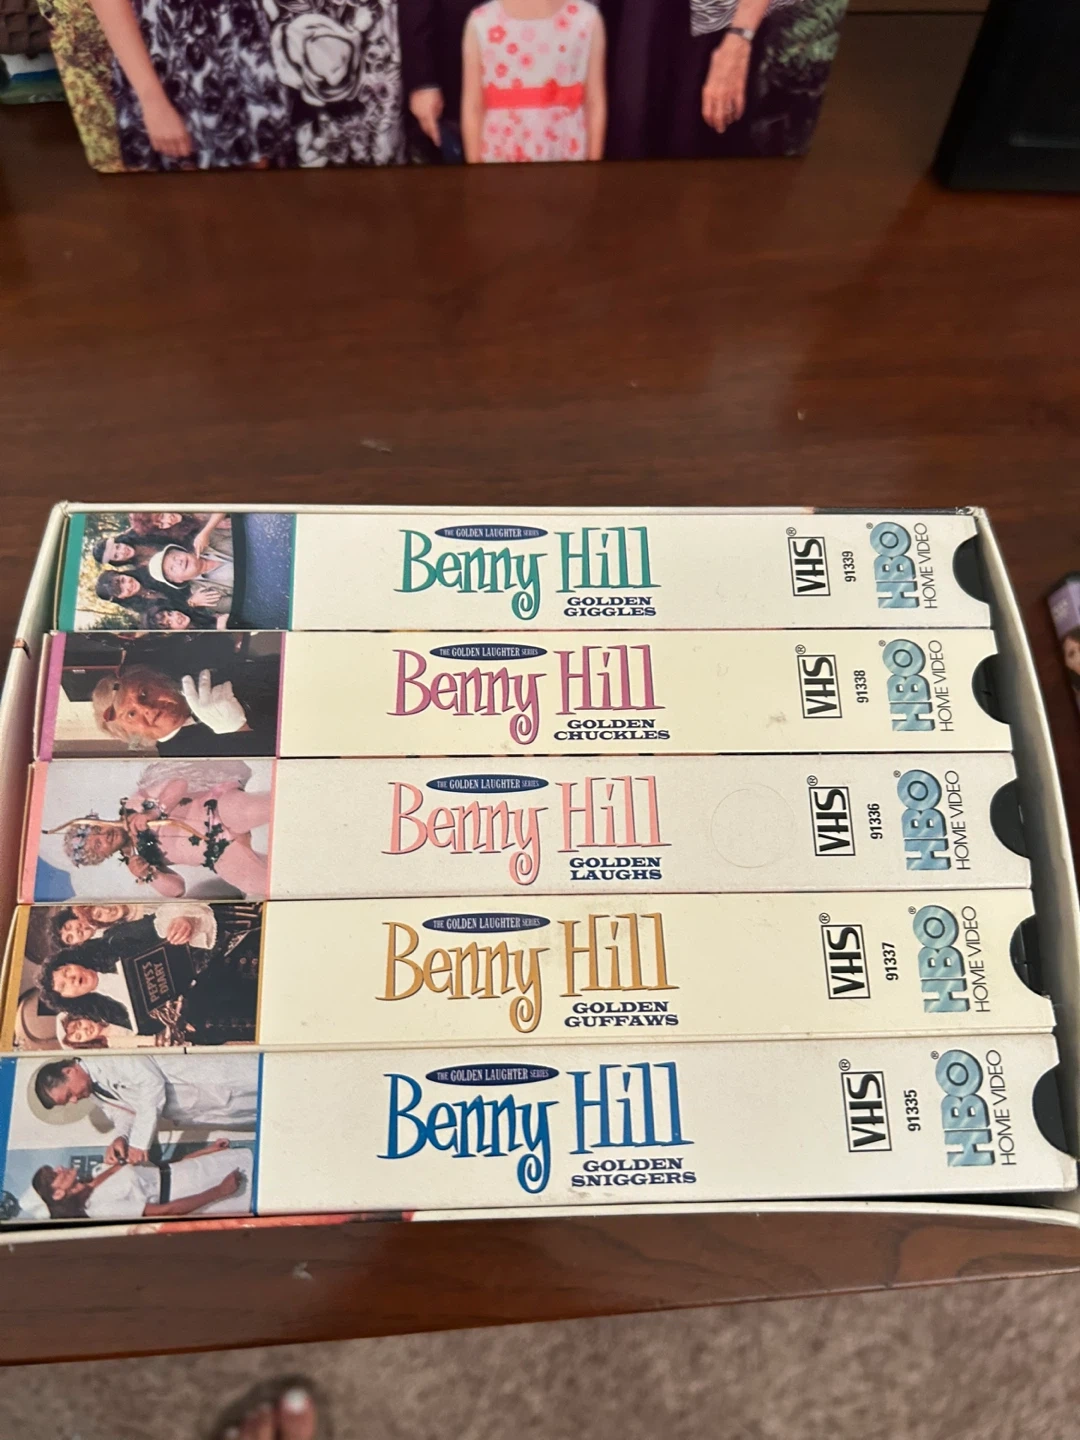 THE GOLDEN LAUGHTER SERIES
Benny Hill
GOLDEN
GIGGLES
VHS®
91339
HBO®
HOME VIDEO
THE GOLDEN LAUGHTER SERIES
Benny Hill
GOLDEN
CHUCKLES
VHS®
91338
HBO®
HOME VIDEO
THE GOLDEN LAUGHTER SERIES
Benny Hill
GOLDEN
LAUGHS
VHS®
91336
HBO®
HOME VIDEO
PEPYS'S
DIARY
THE GOLDEN LAUGHTER SERIES
Benny Hill
GOLDEN
GUFFAWS
VHS®
91337
HBO®
HOME VIDEO
THE GOLDEN LAUGHTER SERIES
Benny Hill
GOLDEN
SNIGGERS
VHS®
91335
HBO®
HOME VIDEO